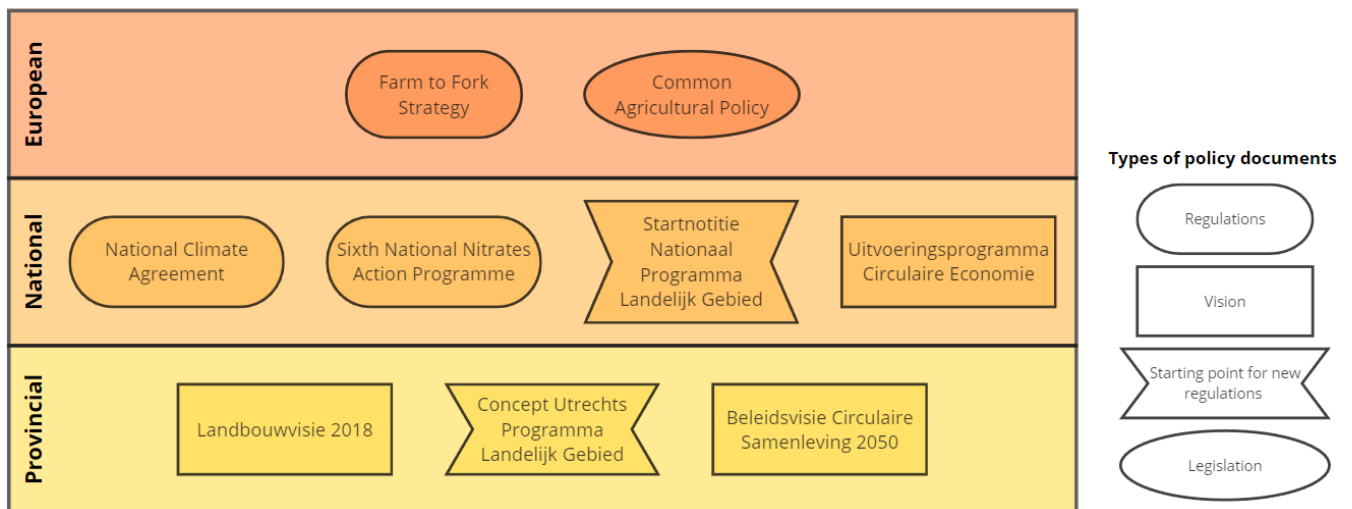 European
Farm to Fork
Strategy
Common
Agricultural Policy
National
National Climate
Agreement
Sixth National Nitrates
Action Programme
Startnotitie
Nationaal
Programma
Landelijk Gebied
Uitvoeringsprogramma
Circulaire Economie
Provincial
Landbouwvisie 2018
Concept Utrechts
Programma
Landelijk Gebied
Beleidsvisie Circulaire
Samenleving 2050
Types of policy documents
Regulations
Vision
Starting point for new
regulations
Legislation